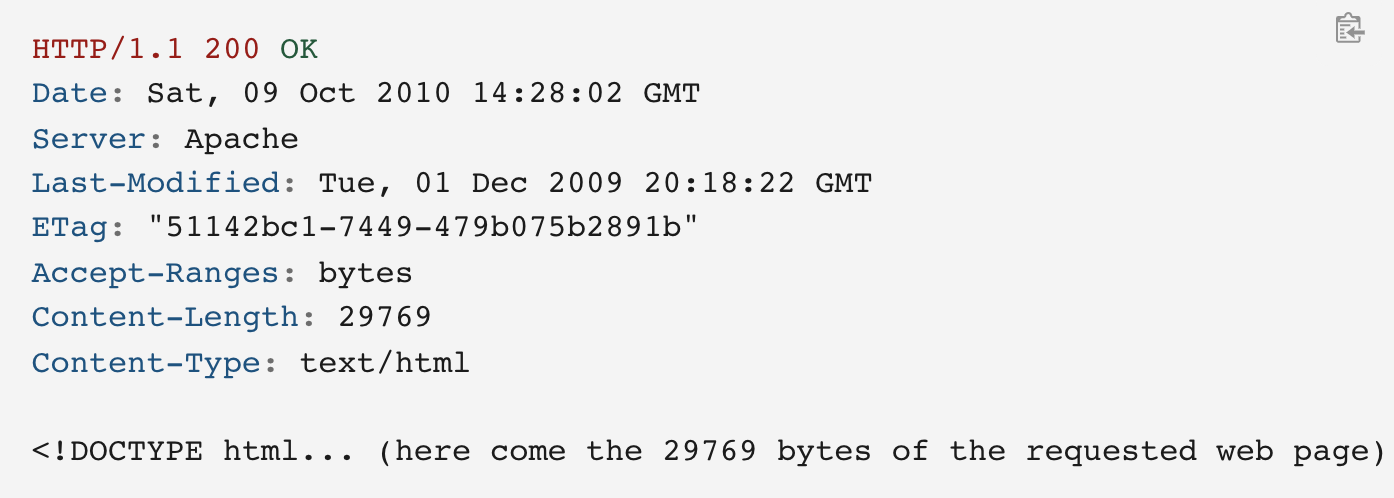 HTTP/1.1 200 OK
Date: Sat, 09 Oct 2010 14:28:02 GMT
Server: Apache
Last-Modified: Tue, 01 Dec 2009 20:18:22 GMT
ETag: "51142bc1-7449-479b075b2891b"
Accept-Ranges: bytes
Content-Length: 29769
Content-Type: text/html
<!DOCTYPE html... (here come the 29769 bytes of the requested web page)